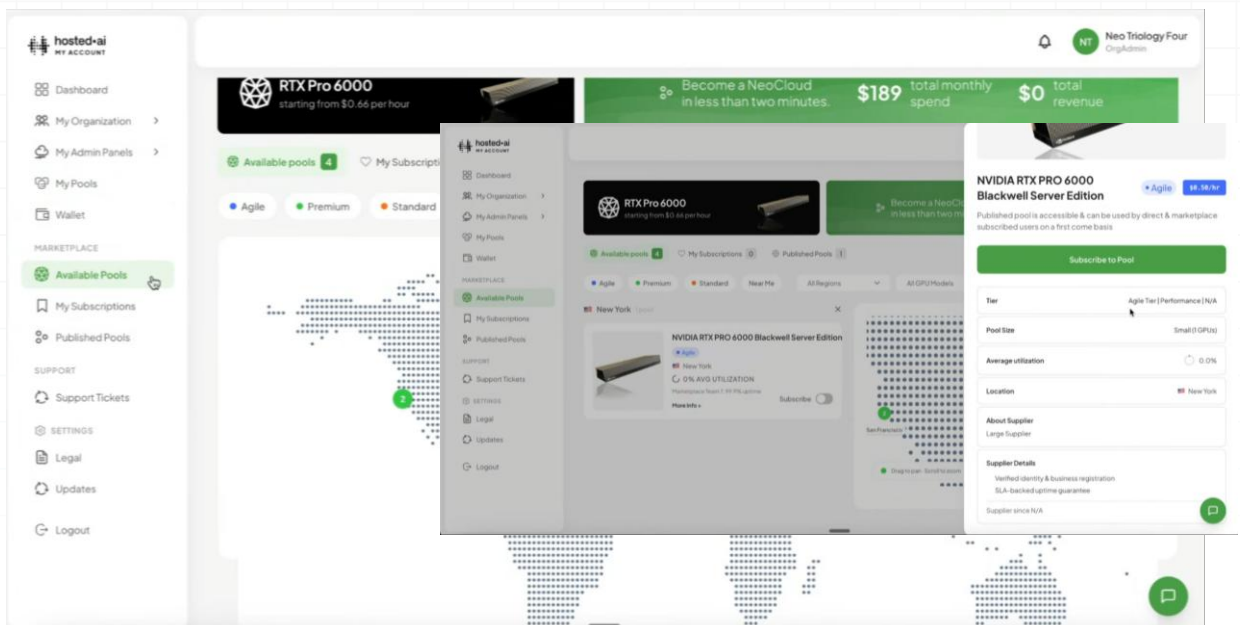 hosted·ai
MY ACCOUNT
Dashboard
My Organization
My Admin Panels
My Pools
Wallet
MARKETPLACE
Available Pools
My Subscriptions
Published Pools
SUPPORT
Support Tickets
SETTINGS
Legal
Updates
Logout
NT
Neo Triology Four
OrgAdmin
RTX Pro 6000
starting from $0.66 per hour
Become a NeoCloud
in less than two minutes.
$189
total monthly
spend
$0
total
revenue
Available pools 4
My Subscripti
Agile
Premium
Standard
2
hosted·ai
MY ACCOUNT
Dashboard
My Organization
My Admin Panels
My Pools
Wallet
MARKETPLACE
Available Pools
My Subscriptions
Published Pools
SUPPORT
Support Tickets
SETTINGS
Legal
Updates
Logout
RTX Pro 6000
starting from $0.66 per hour
Become a NeoClo
in less than two m
Available pools 4
My Subscriptions 0
Published Pools 1
Agile
Premium
Standard
Near Me
All Regions
All GPU Models
New York
NVIDIA RTX PRO 6000 Blackwell Server Edition
Agile
New York
0% AVG UTILIZATION
More Info
Subscribe
San Francisco
NVIDIA RTX PRO 6000
Blackwell Server Edition
Agile
Published pool is accessible & can be used by direct & marketplace
subscribed users on a first come basis
Subscribe to Pool
Tier
Agile Tier | Performance | N/A
Pool Size
Small (1 GPUs)
Average utilization
0.0%
Location
New York
About Supplier
Large Supplier
Supplier Details
Verified identity & business registration
SLA-backed uptime guarantee
Supplier since N/A